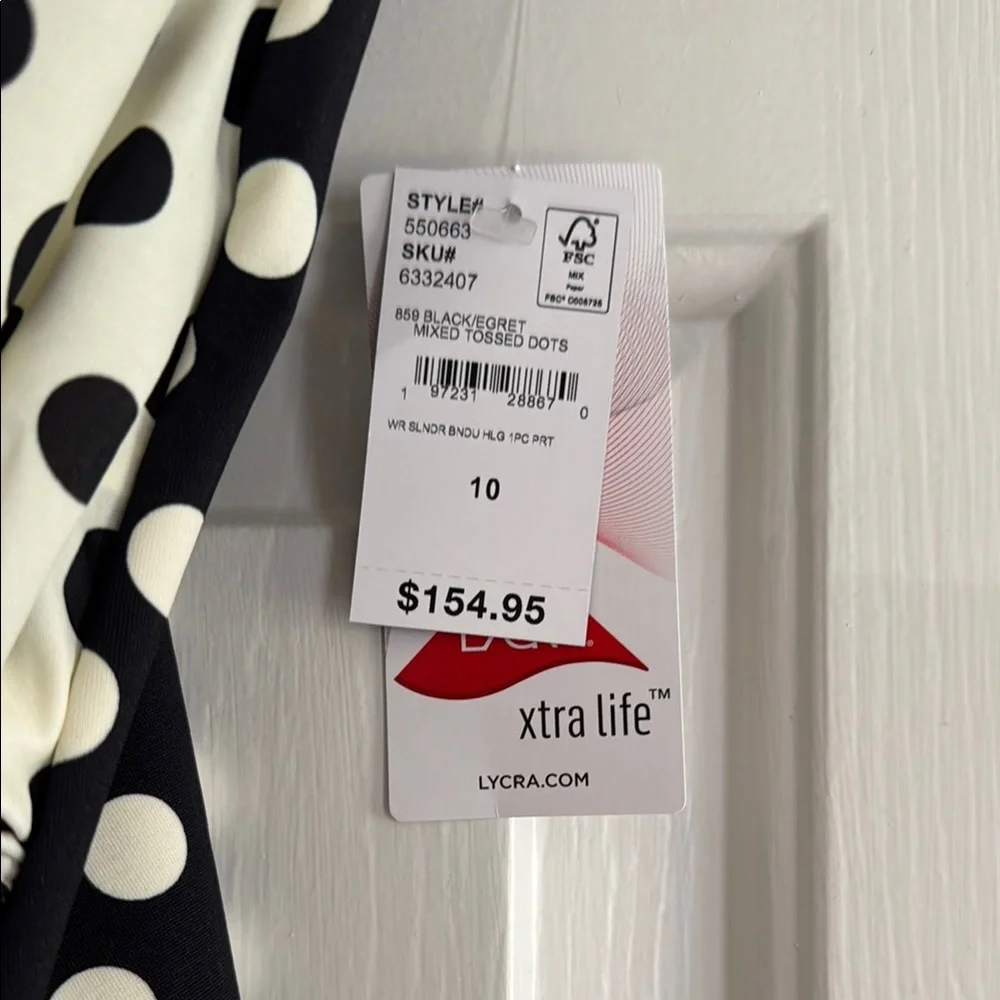 STYLE#
550663
SKU#
6332407
FSC
MIX
Paper
859 BLACK/EGRET
MIXED TOSSED DOTS
1 97231 28867 0
WR SLNDR BNDU HLG 1PC PRT
10
$154.95
xtra life™
LYCRA.COM